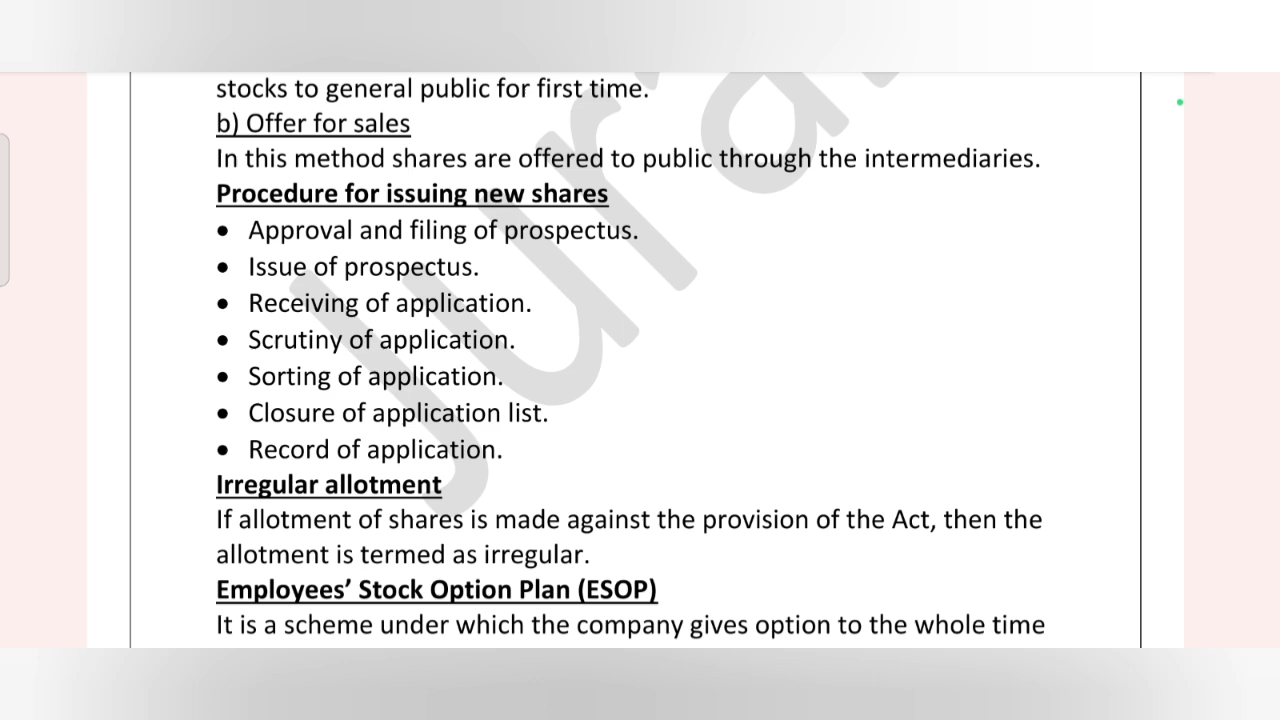 stocks to general public for first time.
b) Offer for sales
In this method shares are offered to public through the intermediaries.
Procedure for issuing new shares
• Approval and filing of prospectus.
• Issue of prospectus.
• Receiving of application.
• Scrutiny of application.
• Sorting of application.
• Closure of application list.
• Record of application.
Irregular allotment
If allotment of shares is made against the provision of the Act, then the
allotment is termed as irregular.
Employees’ Stock Option Plan (ESOP)
It is a scheme under which the company gives option to the whole time